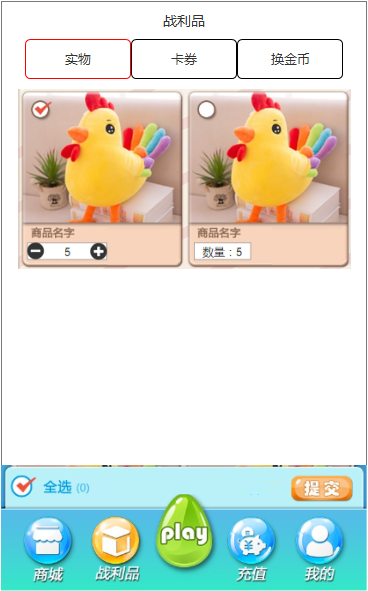 战利品
实物 卡券 换金币
商品名字 商品名字
5 数量：5
全选 (0) 提交
play
商城 战利品 充值 我的